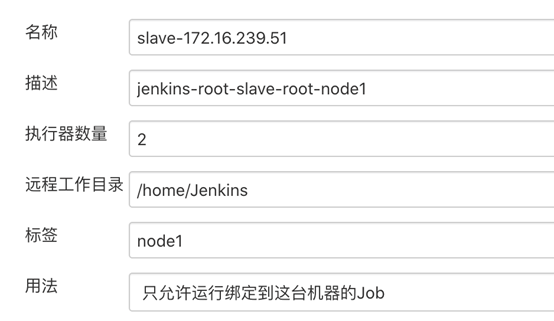 名称 slave-172.16.239.51
描述 jenkins-root-slave-root-node1
执行器数量 2
远程工作目录 /home/Jenkins
标签 node1
用法 只允许运行绑定到这台机器的Job